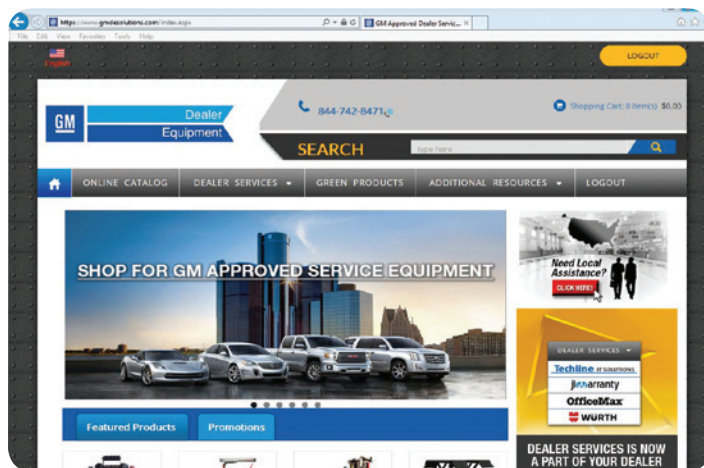 https://www.gmdesolutions.com/index.aspx
GM Approved Dealer Servic...
File Edit View Favorites Tools Help
English
LOGOUT
GM
Dealer
Equipment
844-742-8471
Shopping Cart: 0 item(s) $0.00
SEARCH
type here
ONLINE CATALOG DEALER SERVICES GREEN PRODUCTS ADDITIONAL RESOURCES LOGOUT
SHOP FOR GM APPROVED SERVICE EQUIPMENT
Need Local
Assistance?
CLICK HERE!
DEALER SERVICES
Techline IT SOLUTIONS
OfficeMax
WÜRTH
Featured Products Promotions
DEALER SERVICES IS NOW
A PART OF YOUR DEALER